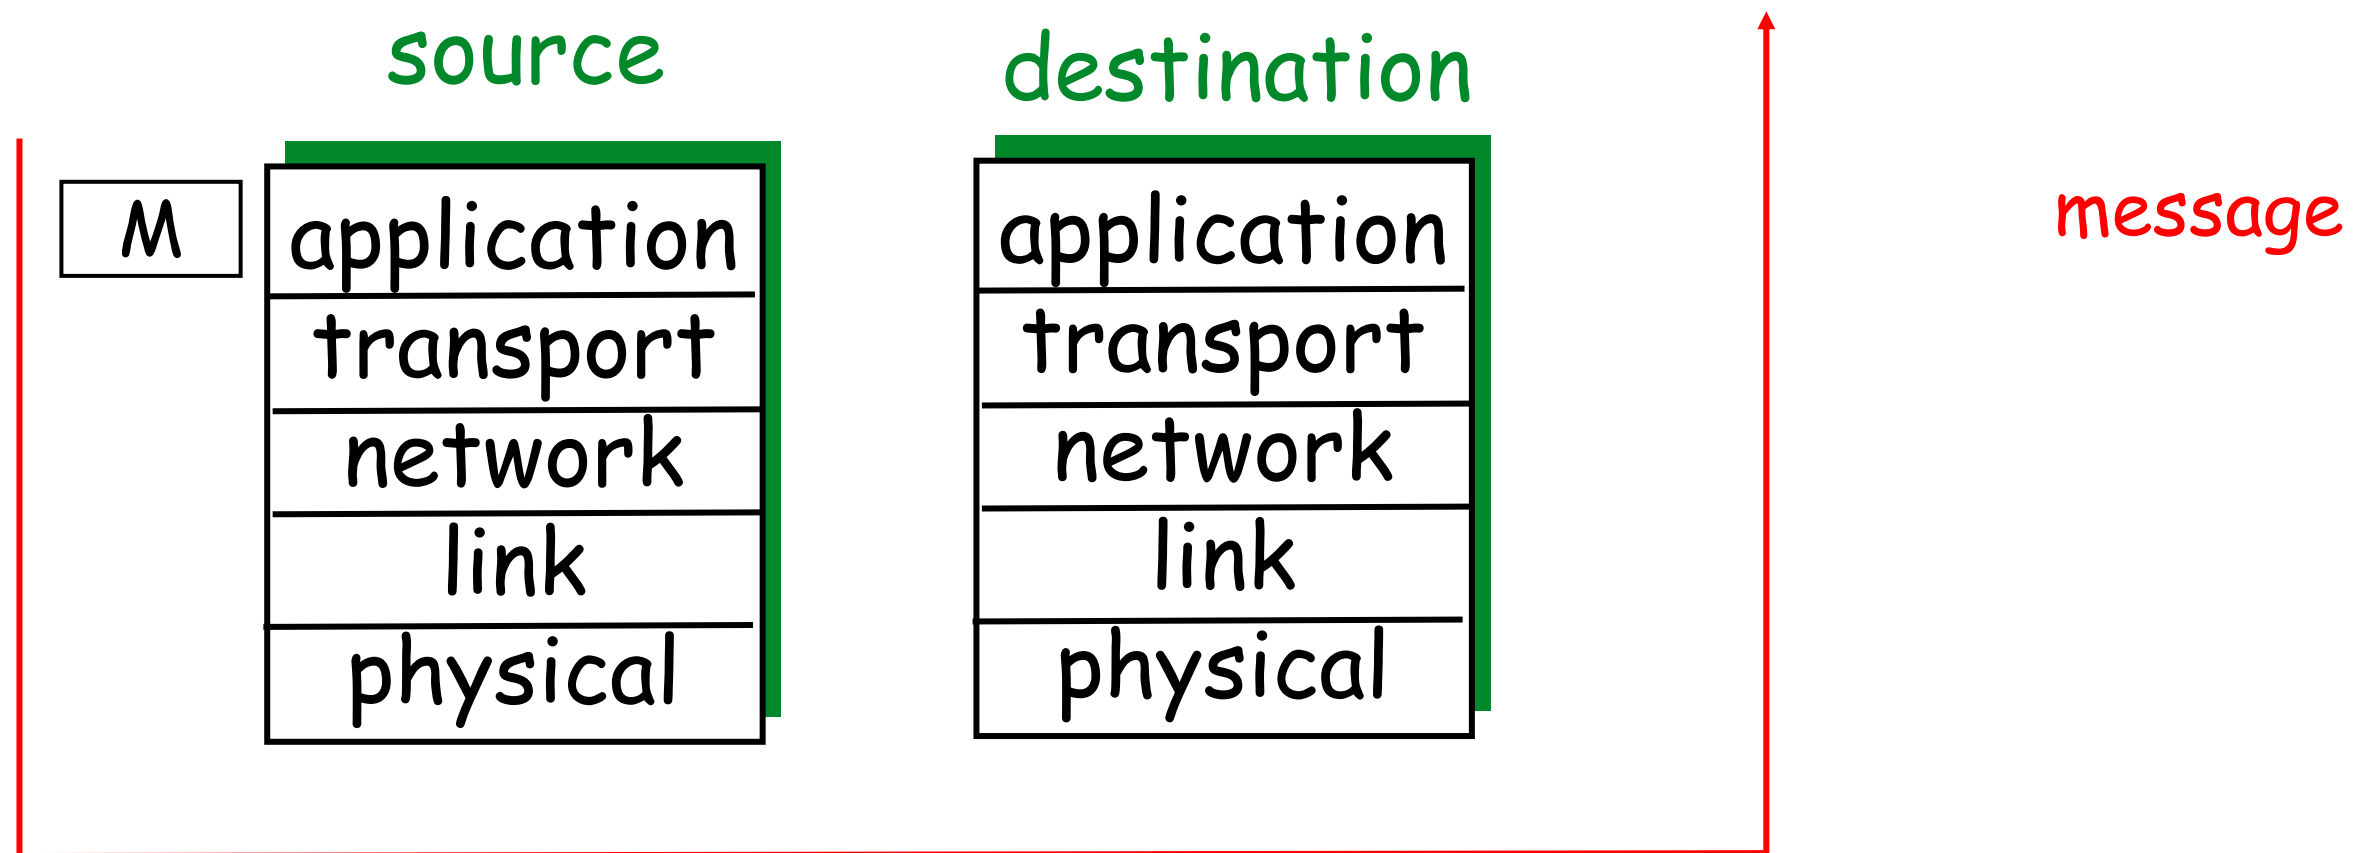 source
destination
M
application
transport
network
link
physical
application
transport
network
link
physical
message